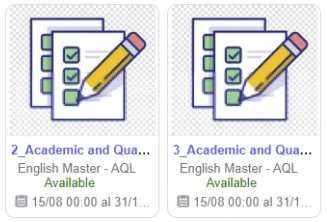 2_Academic and Qua... 3_Academic and Qua...
English Master - AQL English Master - AQL
Available Available
15/08 00:00 al 31/1... 15/08 00:00 al 31/1...